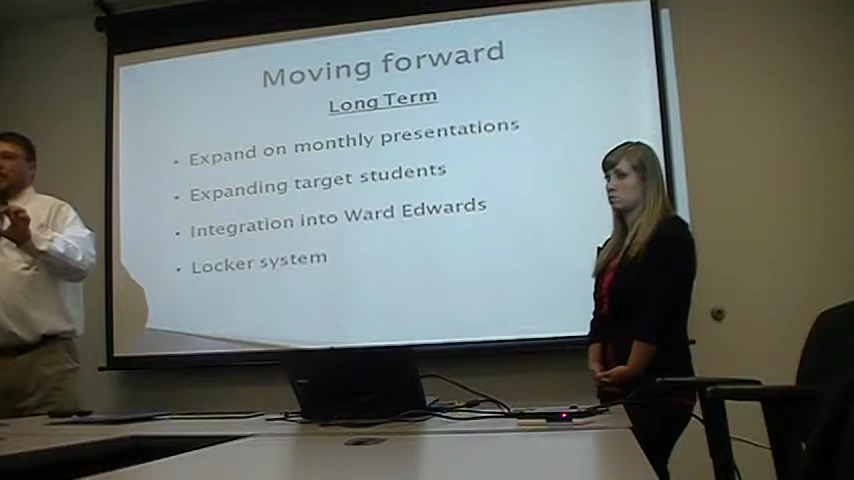 Moving forward
Long Term
• Expand on monthly presentations
• Expanding target students
• Integration into Ward Edwards
• Locker system